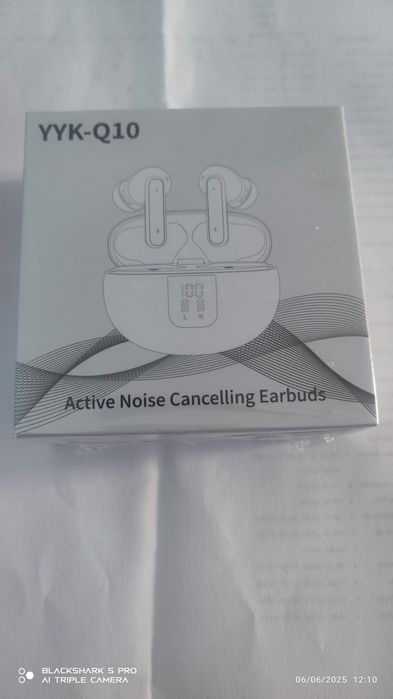 YYK-Q10
100
L R
Active Noise Cancelling Earbuds
BLACKSHARK 5 PRO
AI TRIPLE CAMERA
06/06/2025 12:10